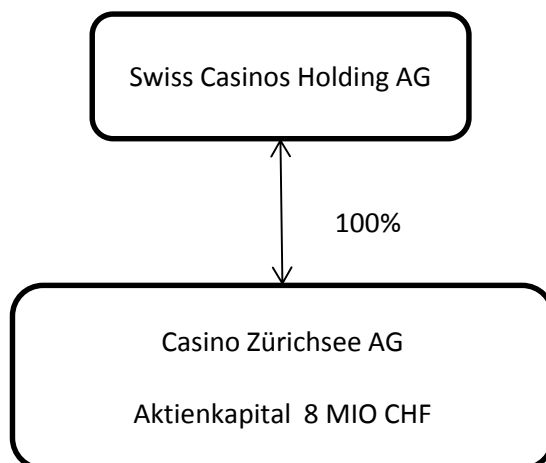 Swiss Casinos Holding AG
100%
Casino Zürichsee AG
Aktienkapital 8 MIO CHF